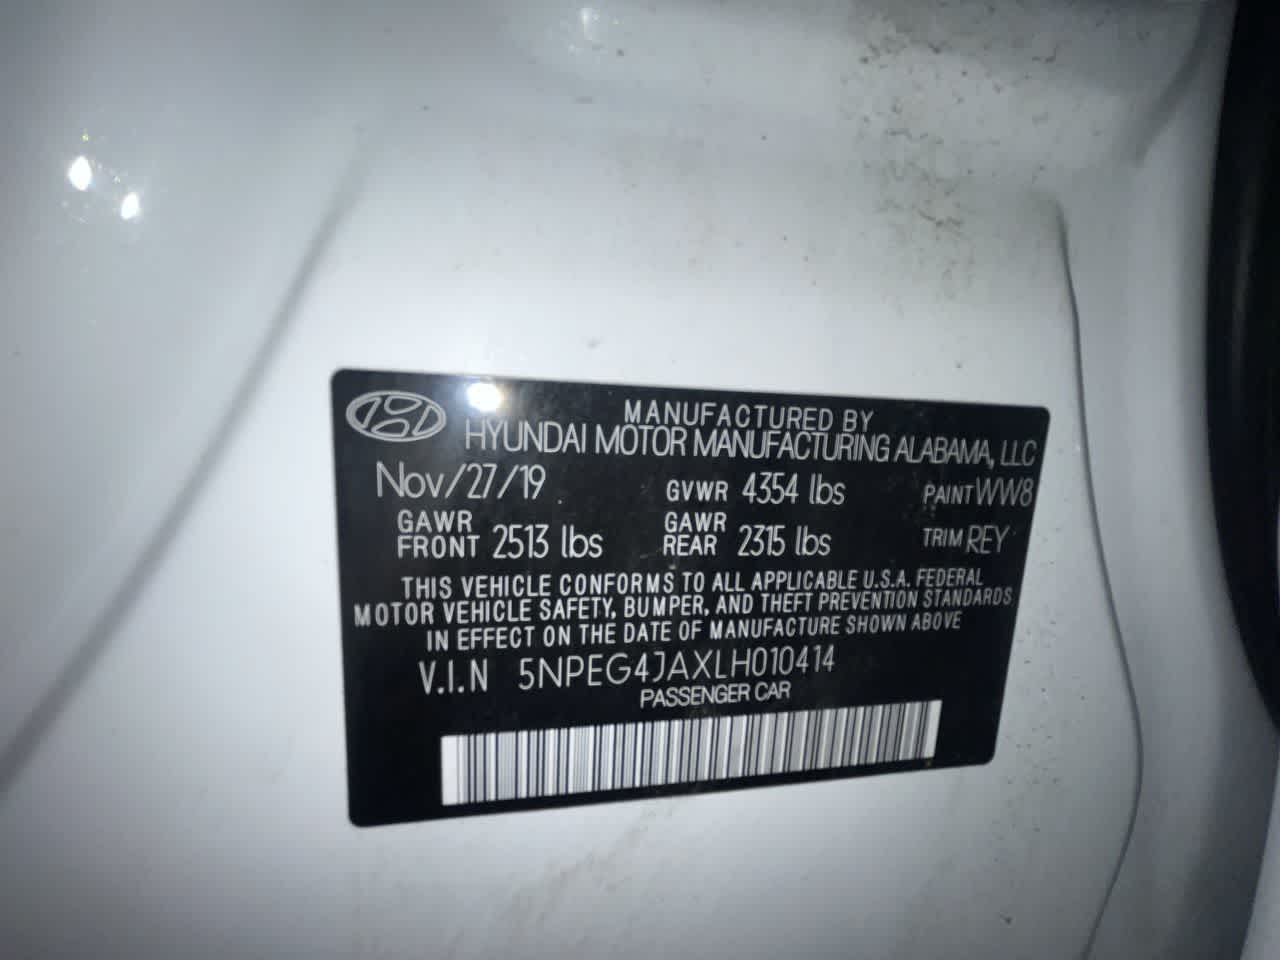 MANUFACTURED BY
HYUNDAI MOTOR MANUFACTURING ALABAMA, LLC
Nov/27/19 GVWR 4354 lbs PAINT WW8
GAWR FRONT 2513 lbs GAWR REAR 2315 lbs TRIM REY
THIS VEHICLE CONFORMS TO ALL APPLICABLE U.S.A. FEDERAL
MOTOR VEHICLE SAFETY, BUMPER, AND THEFT PREVENTION STANDARDS
IN EFFECT ON THE DATE OF MANUFACTURE SHOWN ABOVE
V.I.N 5NPEG4JAXLH010414
PASSENGER CAR